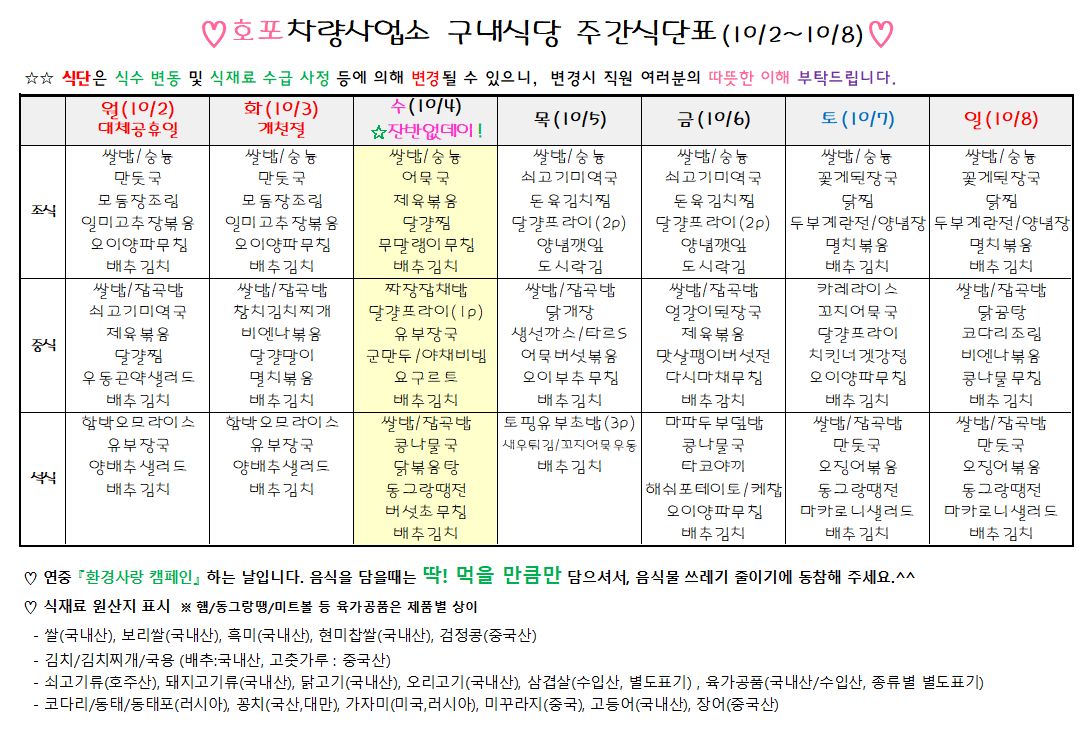 ♡호포차량사업소 구내식당 주간식단표(10/2~10/8)♡
☆☆ 식단은 식수 변동 및 식재료 수급 사정 등에 의해 변경될 수 있으니, 변경시 직원 여러분의 따뜻한 이해 부탁드립니다.
월(10/2) 화(10/3) 수(10/4) 목(10/5) 금(10/6) 토(10/7) 일(10/8)
대체공휴일 개천절 ☆잔반없데이!
쌀밥/숭늉 쌀밥/숭늉 쌀밥/숭늉 쌀밥/숭늉 쌀밥/숭늉 쌀밥/숭늉 쌀밥/숭늉
만둣국 만둣국 어묵국 쇠고기미역국 쇠고기미역국 꽃게된장국 꽃게된장국
모둠장조림 모둠장조림 제육볶음 돈육김치찜 돈육김치찜 닭찜 닭찜
조식 일미고추장볶음 일미고추장볶음 달걀찜 달걀프라이(2p) 달걀프라이(2p) 두부계란전/양념장 두부계란전/양념장
오이양파무침 오이양파무침 무말랭이무침 양념깻잎 양념깻잎 멸치볶음 멸치볶음
배추김치 배추김치 배추김치 도시락김 도시락김 배추김치 배추김치
쌀밥/잡곡밥 쌀밥/잡곡밥 짜장잡채밥 쌀밥/잡곡밥 쌀밥/잡곡밥 카레라이스 쌀밥/잡곡밥
쇠고기미역국 참치김치찌개 달걀프라이(1p) 닭개장 얼갈이된장국 꼬지어묵국 닭곰탕
제육볶음 비엔나볶음 유부장국 생선까스/타르S 제육볶음 달걀프라이 코다리조림
중식 달걀찜 달걀말이 군만두/야채비빔 어묵버섯볶음 맛살팽이버섯전 치킨너겟강정 비엔나볶음
우동곤약샐러드 멸치볶음 요구르트 오이부추무침 다시마채무침 오이양파무침 콩나물무침
배추김치 배추김치 배추김치 배추김치 배추김치 배추김치 배추김치
함박오므라이스 함박오므라이스 쌀밥/잡곡밥 토핑유부초밥(3p) 마파두부덮밥 쌀밥/잡곡밥 쌀밥/잡곡밥
유부장국 유부장국 콩나물국 새우튀김/꼬지어묵우동 콩나물국 만둣국 만둣국
양배추샐러드 양배추샐러드 닭볶음탕 배추김치 타코야끼 오징어볶음 오징어볶음
석식 배추김치 배추김치 동그랑땡전 해쉬포테이토/케찹 동그랑땡전 동그랑땡전
버섯초무침 오이양파무침 마카로니샐러드 마카로니샐러드
배추김치 배추김치 배추김치 배추김치
♡ 연중 『환경사랑 캠페인』 하는 날입니다. 음식을 담을때는 딱! 먹을 만큼만 담으셔서, 음식물 쓰레기 줄이기에 동참해 주세요.^^
♡ 식재료 원산지 표시 ※ 햄/동그랑땡/미트볼 등 육가공품은 제품별 상이
- 쌀(국내산), 보리쌀(국내산), 흑미(국내산), 현미찹쌀(국내산), 검정콩(중국산)
- 김치/김치찌개/국용 (배추:국내산, 고춧가루 : 중국산)
- 쇠고기류(호주산), 돼지고기류(국내산), 닭고기(국내산), 오리고기(국내산), 삼겹살(수입산, 별도표기) , 육가공품(국내산/수입산, 종류별 별도표기)
- 코다리/동태/동태포(러시아), 꽁치(국산,대만), 가자미(미국,러시아), 미꾸라지(중국), 고등어(국내산), 장어(중국산)